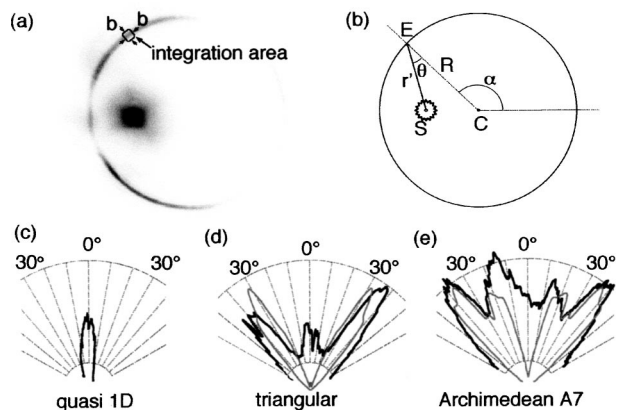 (a)
b b
integration area
(b)
E
θ
R
r'
α
S
C
(c)
30° 0° 30°
quasi 1D
(d)
30° 0° 30°
triangular
(e)
30° 0° 30°
Archimedean A7